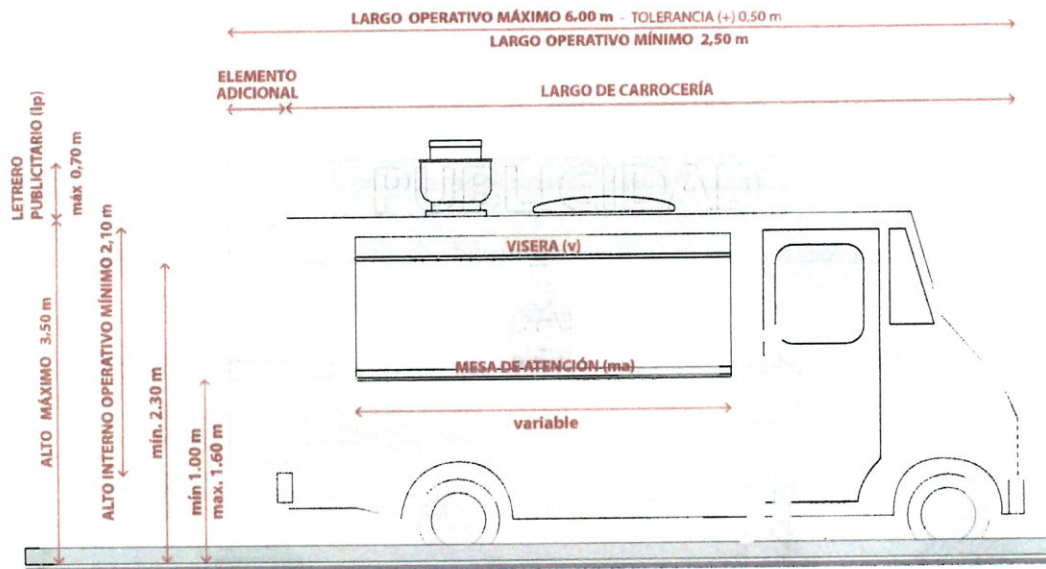 LARGO OPERATIVO MÁXIMO 6.00 m - TOLERANCIA (+) 0,50 m
LARGO OPERATIVO MÍNIMO 2,50 m
ELEMENTO
ADICIONAL
LARGO DE CARROCERÍA
LETRERO
PUBLICITARIO (lp)
máx 0,70 m
ALTO MÁXIMO 3,50 m
ALTO INTERNO OPERATIVO MÍNIMO 2,10 m
mín. 2.30 m
mín 1.00 m
max. 1.60 m
VISERA (v)
MESA DE ATENCIÓN (ma)
variable